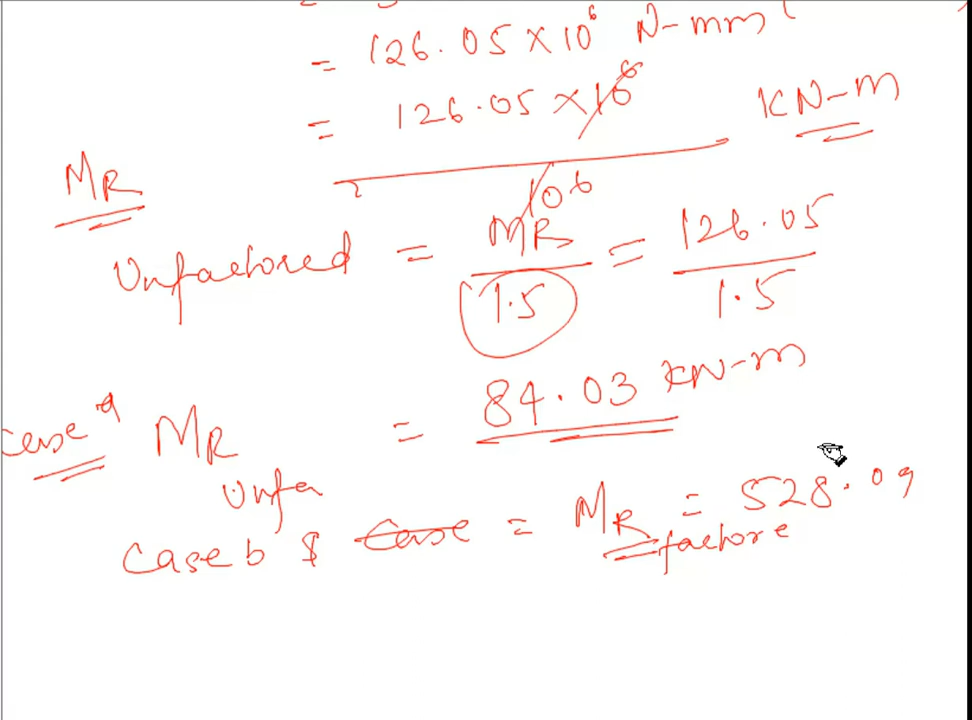 = 126.05 × 10⁶ N-mm
= 126.05 × 10⁶ / 10⁶ KN-m
MR
Unfactored = MR / 1.5 = 126.05 / 1.5
Case a MR Unfa = 84.03 KN-m
Case b $ Case = MR factore = 528.09